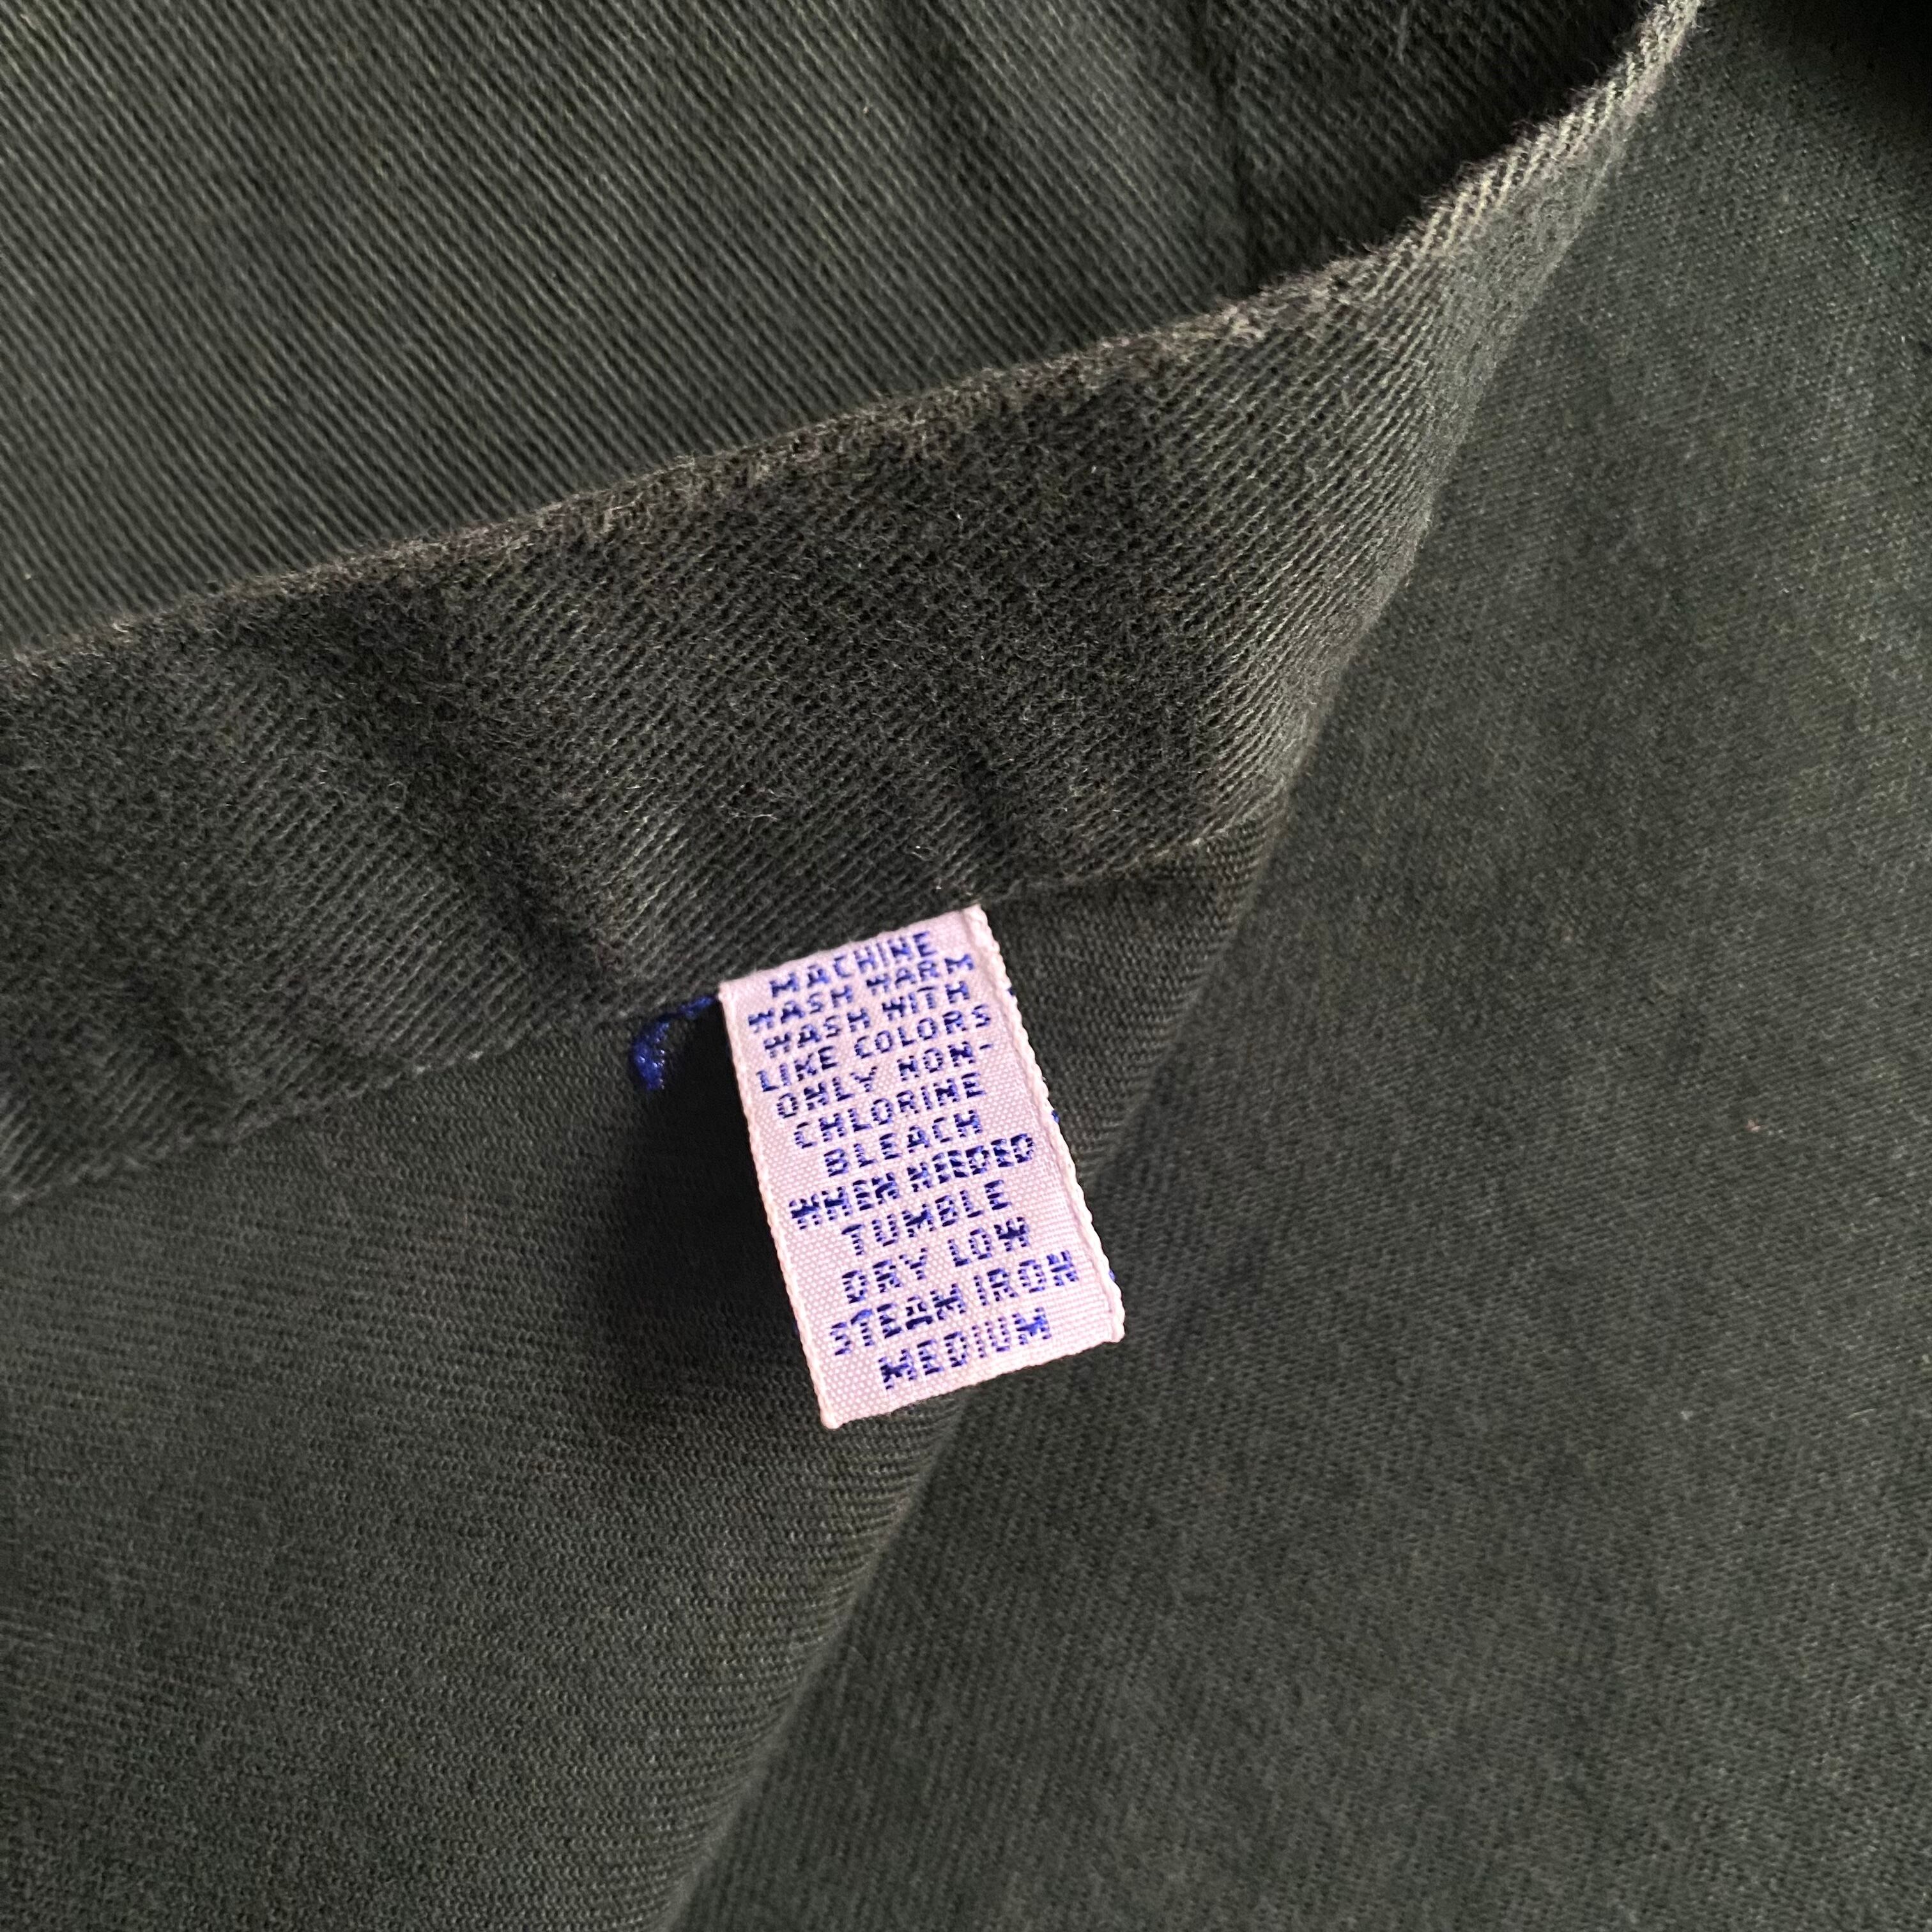 MACHINE
WASH WARM
WASH WITH
LIKE COLORS
ONLY NON-
CHLORINE
BLEACH
WHEN NEEDED
TUMBLE
DRY LOW
STEAM IRON
MEDIUM